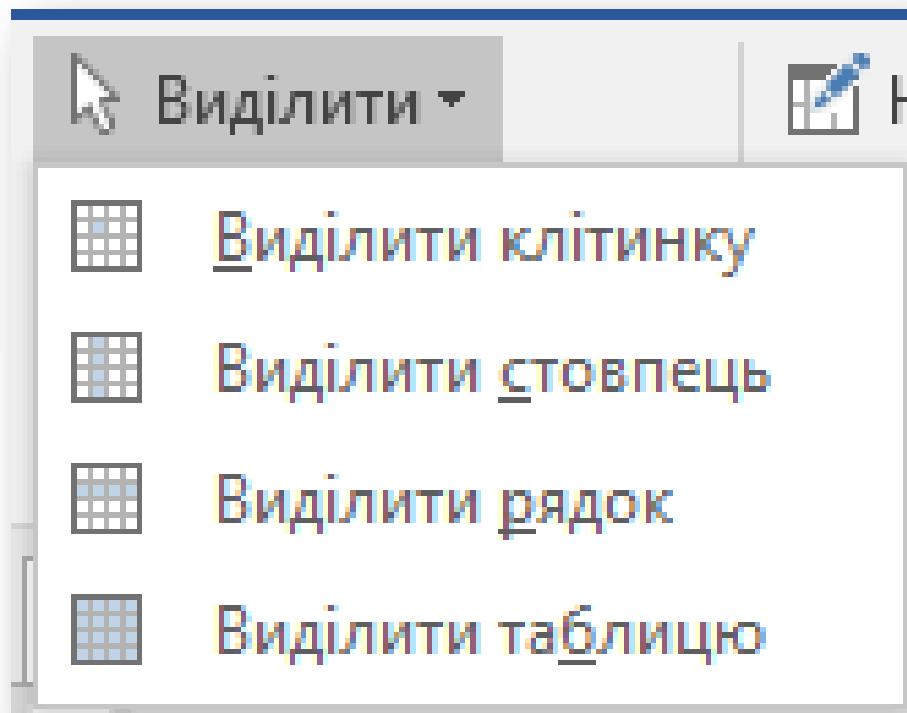 Виділити
Виділити клітинку
Виділити стовпець
Виділити рядок
Виділити таблицю